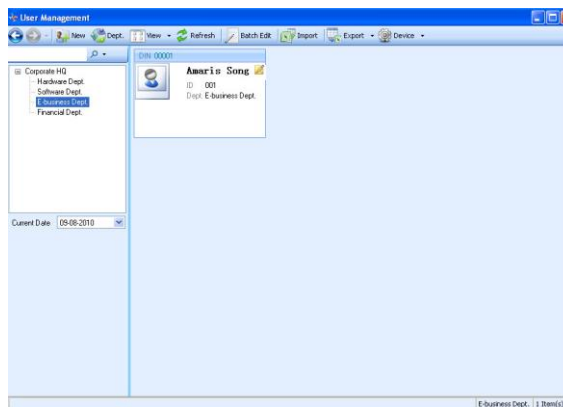 User Management
New Dept. View Refresh Batch Edit Import Export Device
DIN 00001
Corporate HQ
Hardware Dept.
Software Dept.
E-business Dept.
Financial Dept.
Amaris Song
ID 001
Dept. E-business Dept.
Current Date 09-08-2010
E-business Dept. 1 Item(s)